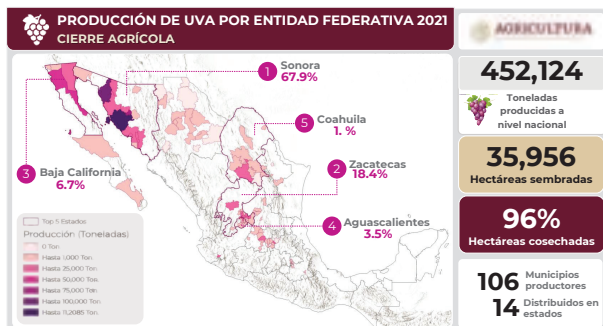 PRODUCCIÓN DE UVA POR ENTIDAD FEDERATIVA 2021
CIERRE AGRÍCOLA
1 Sonora
67.9%
5 Coahuila
1. %
2 Zacatecas
18.4%
3 Baja California
6.7%
4 Aguascalientes
3.5%
Top 5 Estados
Producción (Toneladas)
0 Ton
Hasta 1,000 Ton
Hasta 25,000 Ton
Hasta 50,000 Ton
Hasta 75,000 Ton
Hasta 100,000 Ton
Hasta 11,2085 Ton
AGRICULTURA
452,124
Toneladas
producidas a
nivel nacional
35,956
Hectáreas sembradas
96%
Hectáreas cosechadas
106 Municipios
productores
14 Distribuidos en
estados